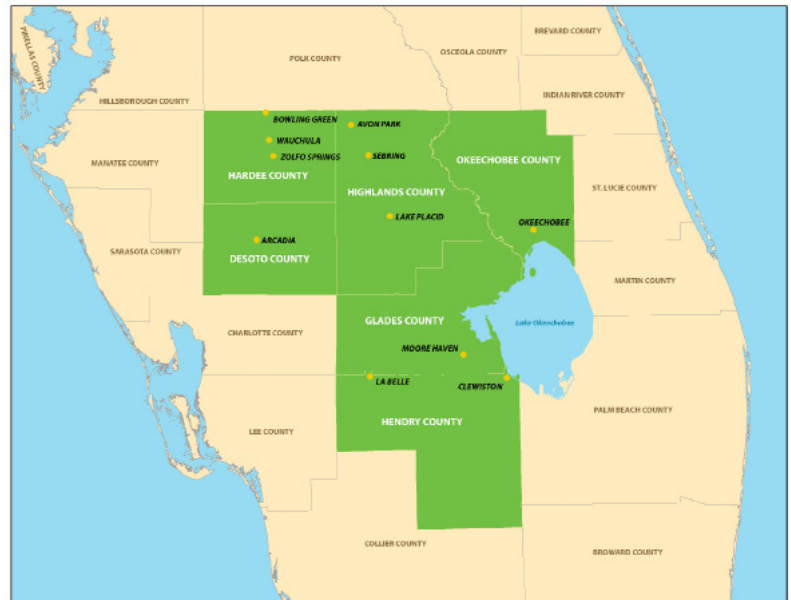 PINELLAS COUNTY
BREVARD COUNTY
OSCEOLA COUNTY
POLK COUNTY
INDIAN RIVER COUNTY
HILLSBOROUGH COUNTY
BOWLING GREEN
AVON PARK
WAUCHULA
ZOLFO SPRINGS
SEBRING
OKEECHOBEE COUNTY
MANATEE COUNTY
HARDEE COUNTY
ST. LUCIE COUNTY
HIGHLANDS COUNTY
LAKE PLACID
OKEECHOBEE
ARCADIA
SARASOTA COUNTY
DESOTO COUNTY
MARTIN COUNTY
GLADES COUNTY
Lake Okeechobee
CHARLOTTE COUNTY
MOORE HAVEN
LA BELLE
CLEWISTON
PALM BEACH COUNTY
HENDRY COUNTY
LEE COUNTY
COLLIER COUNTY
BROWARD COUNTY